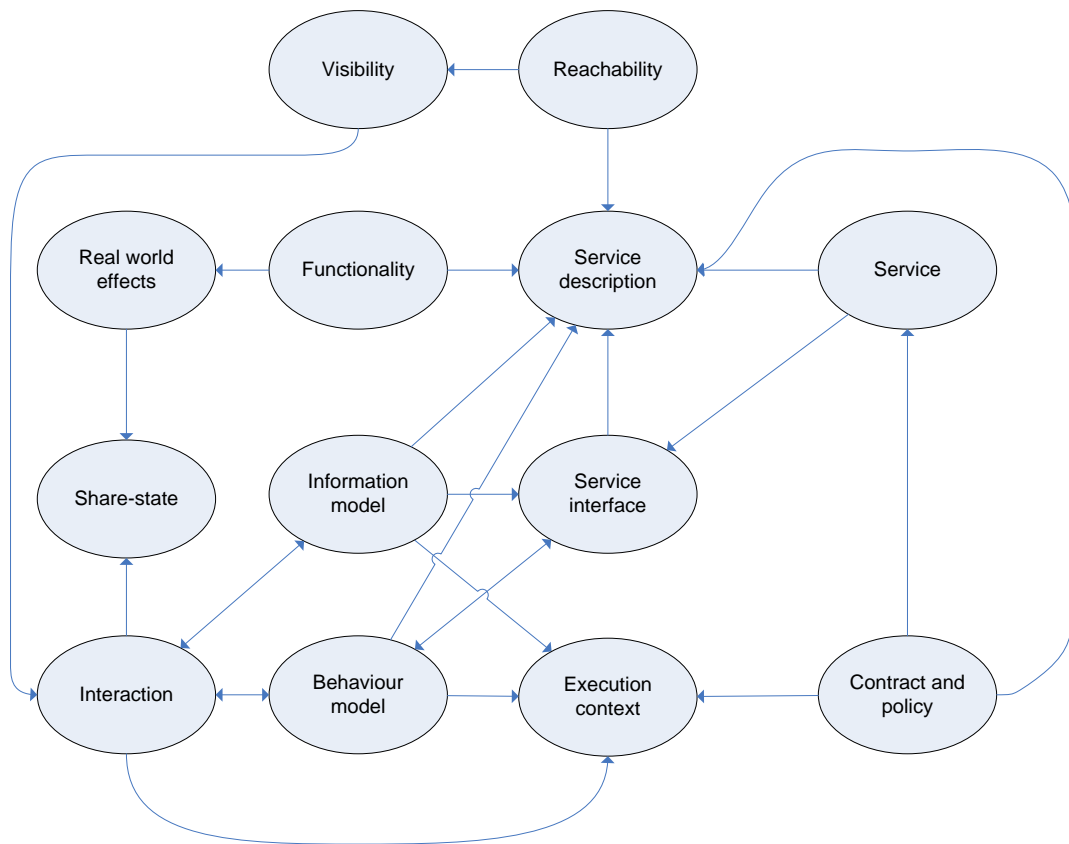 Visibility
Reachability
Real world
effects
Functionality
Service
description
Service
Share-state
Information
model
Service
interface
Interaction
Behaviour
model
Execution
context
Contract and
policy